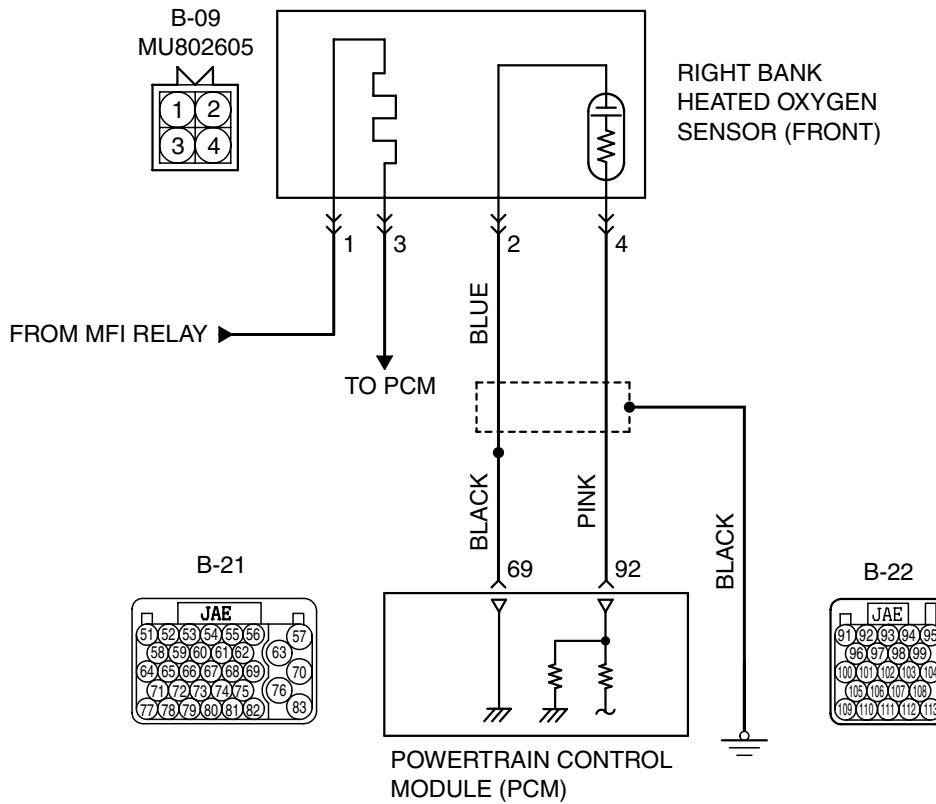 B-09
MU802605
1 2
3 4
RIGHT BANK
HEATED OXYGEN
SENSOR (FRONT)
1 3 2 4
FROM MFI RELAY
TO PCM
BLUE
BLACK
PINK
BLACK
69 92
B-21
JAE
51 52 53 54 55 56 57
58 59 60 61 62 63
64 65 66 67 68 69 70
71 72 73 74 75 76
77 78 79 80 81 82 83
B-22
JAE
91 92 93 94 95
96 97 98 99
100 101 102 103 104
105 106 107 108
109 110 111 112 113
POWERTRAIN CONTROL
MODULE (PCM)